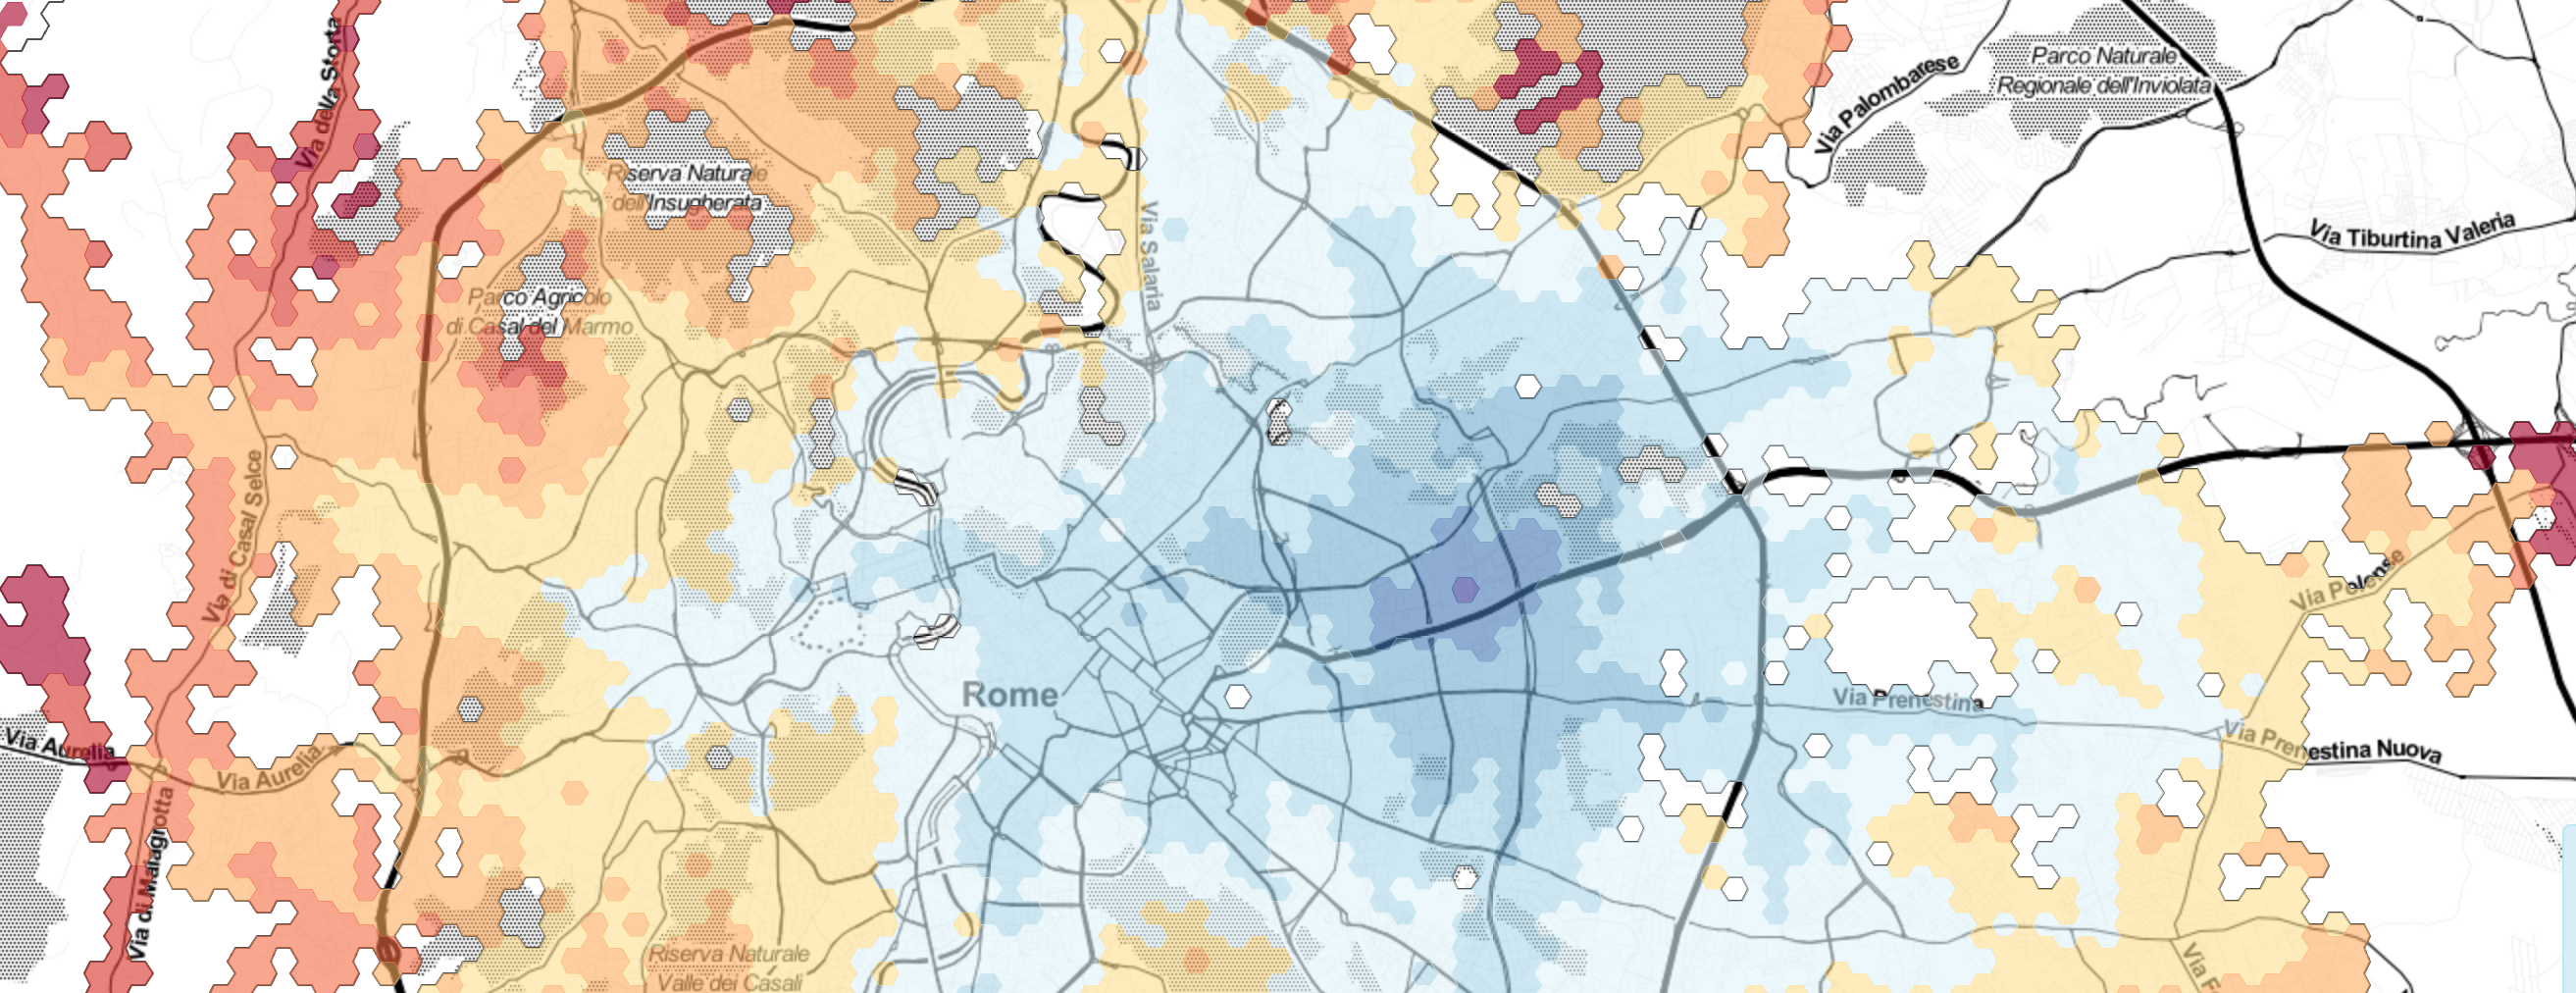 Via della Storta
Parco Naturale
Regionale dell'Inviolata
Via Palombarese
Riserva Naturale
dell'Insugherata
Via Salaria
Via Tiburtina Valeria
Parco Agricolo
di Casal del Marmo
Via di Casal Selce
Via Polense
Rome
Via Prenestina
Via Prenestina Nuova
Via Aurelia
Via Aurelia
Via di Malagrotta
Riserva Naturale
Valle dei Casali